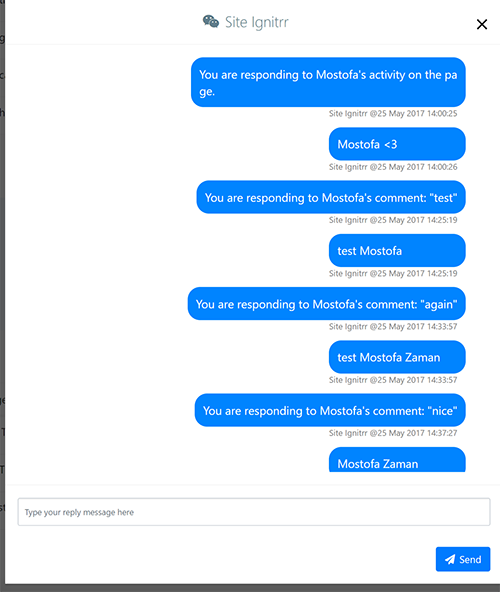 Site Ignitrr
You are responding to Mostofa's activity on the pa
ge.
Site Ignitrr @25 May 2017 14:00:25
Mostofa <3
Site Ignitrr @25 May 2017 14:00:26
You are responding to Mostofa's comment: "test"
Site Ignitrr @25 May 2017 14:25:19
test Mostofa
Site Ignitrr @25 May 2017 14:25:19
You are responding to Mostofa's comment: "again"
Site Ignitrr @25 May 2017 14:33:57
test Mostofa Zaman
Site Ignitrr @25 May 2017 14:33:57
You are responding to Mostofa's comment: "nice"
Site Ignitrr @25 May 2017 14:37:27
Mostofa Zaman
Type your reply message here
Send